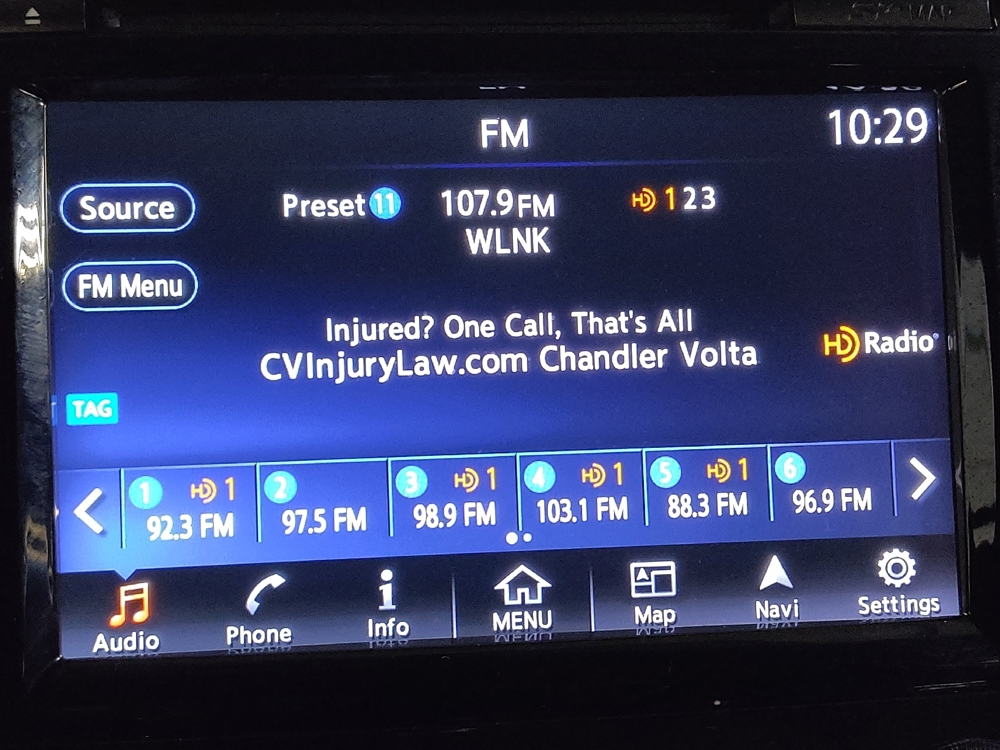 FM
10:29
Source
Preset 11 107.9 FM HD 1 2 3
WLNK
FM Menu
Injured? One Call, That's All
CVInjuryLaw.com Chandler Volta
HD Radio
TAG
1 HD 1
92.3 FM
2
97.5 FM
3 HD 1
98.9 FM
4 HD 1
103.1 FM
5 HD 1
88.3 FM
6
96.9 FM
Audio
Phone
Info
MENU
Map
Navi
Settings